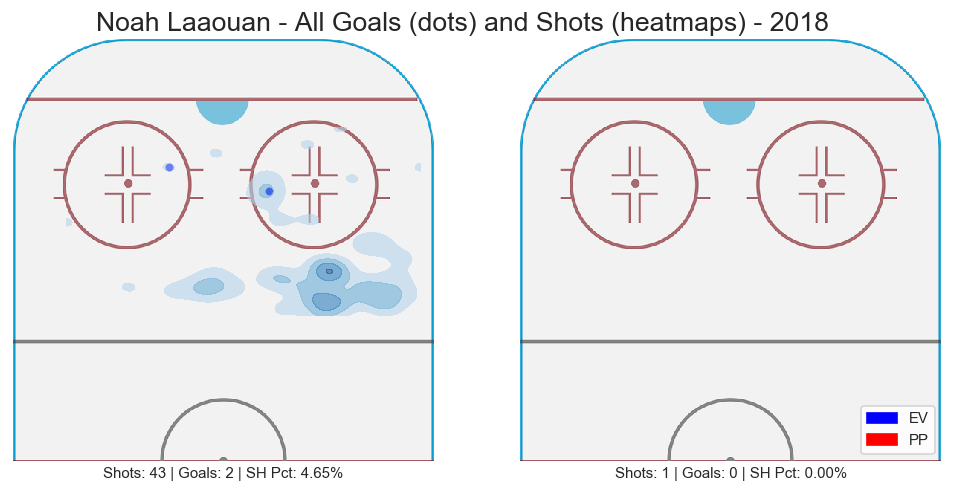 Noah Laaouan - All Goals (dots) and Shots (heatmaps) - 2018
EV
PP
Shots: 43 | Goals: 2 | SH Pct: 4.65%
Shots: 1 | Goals: 0 | SH Pct: 0.00%